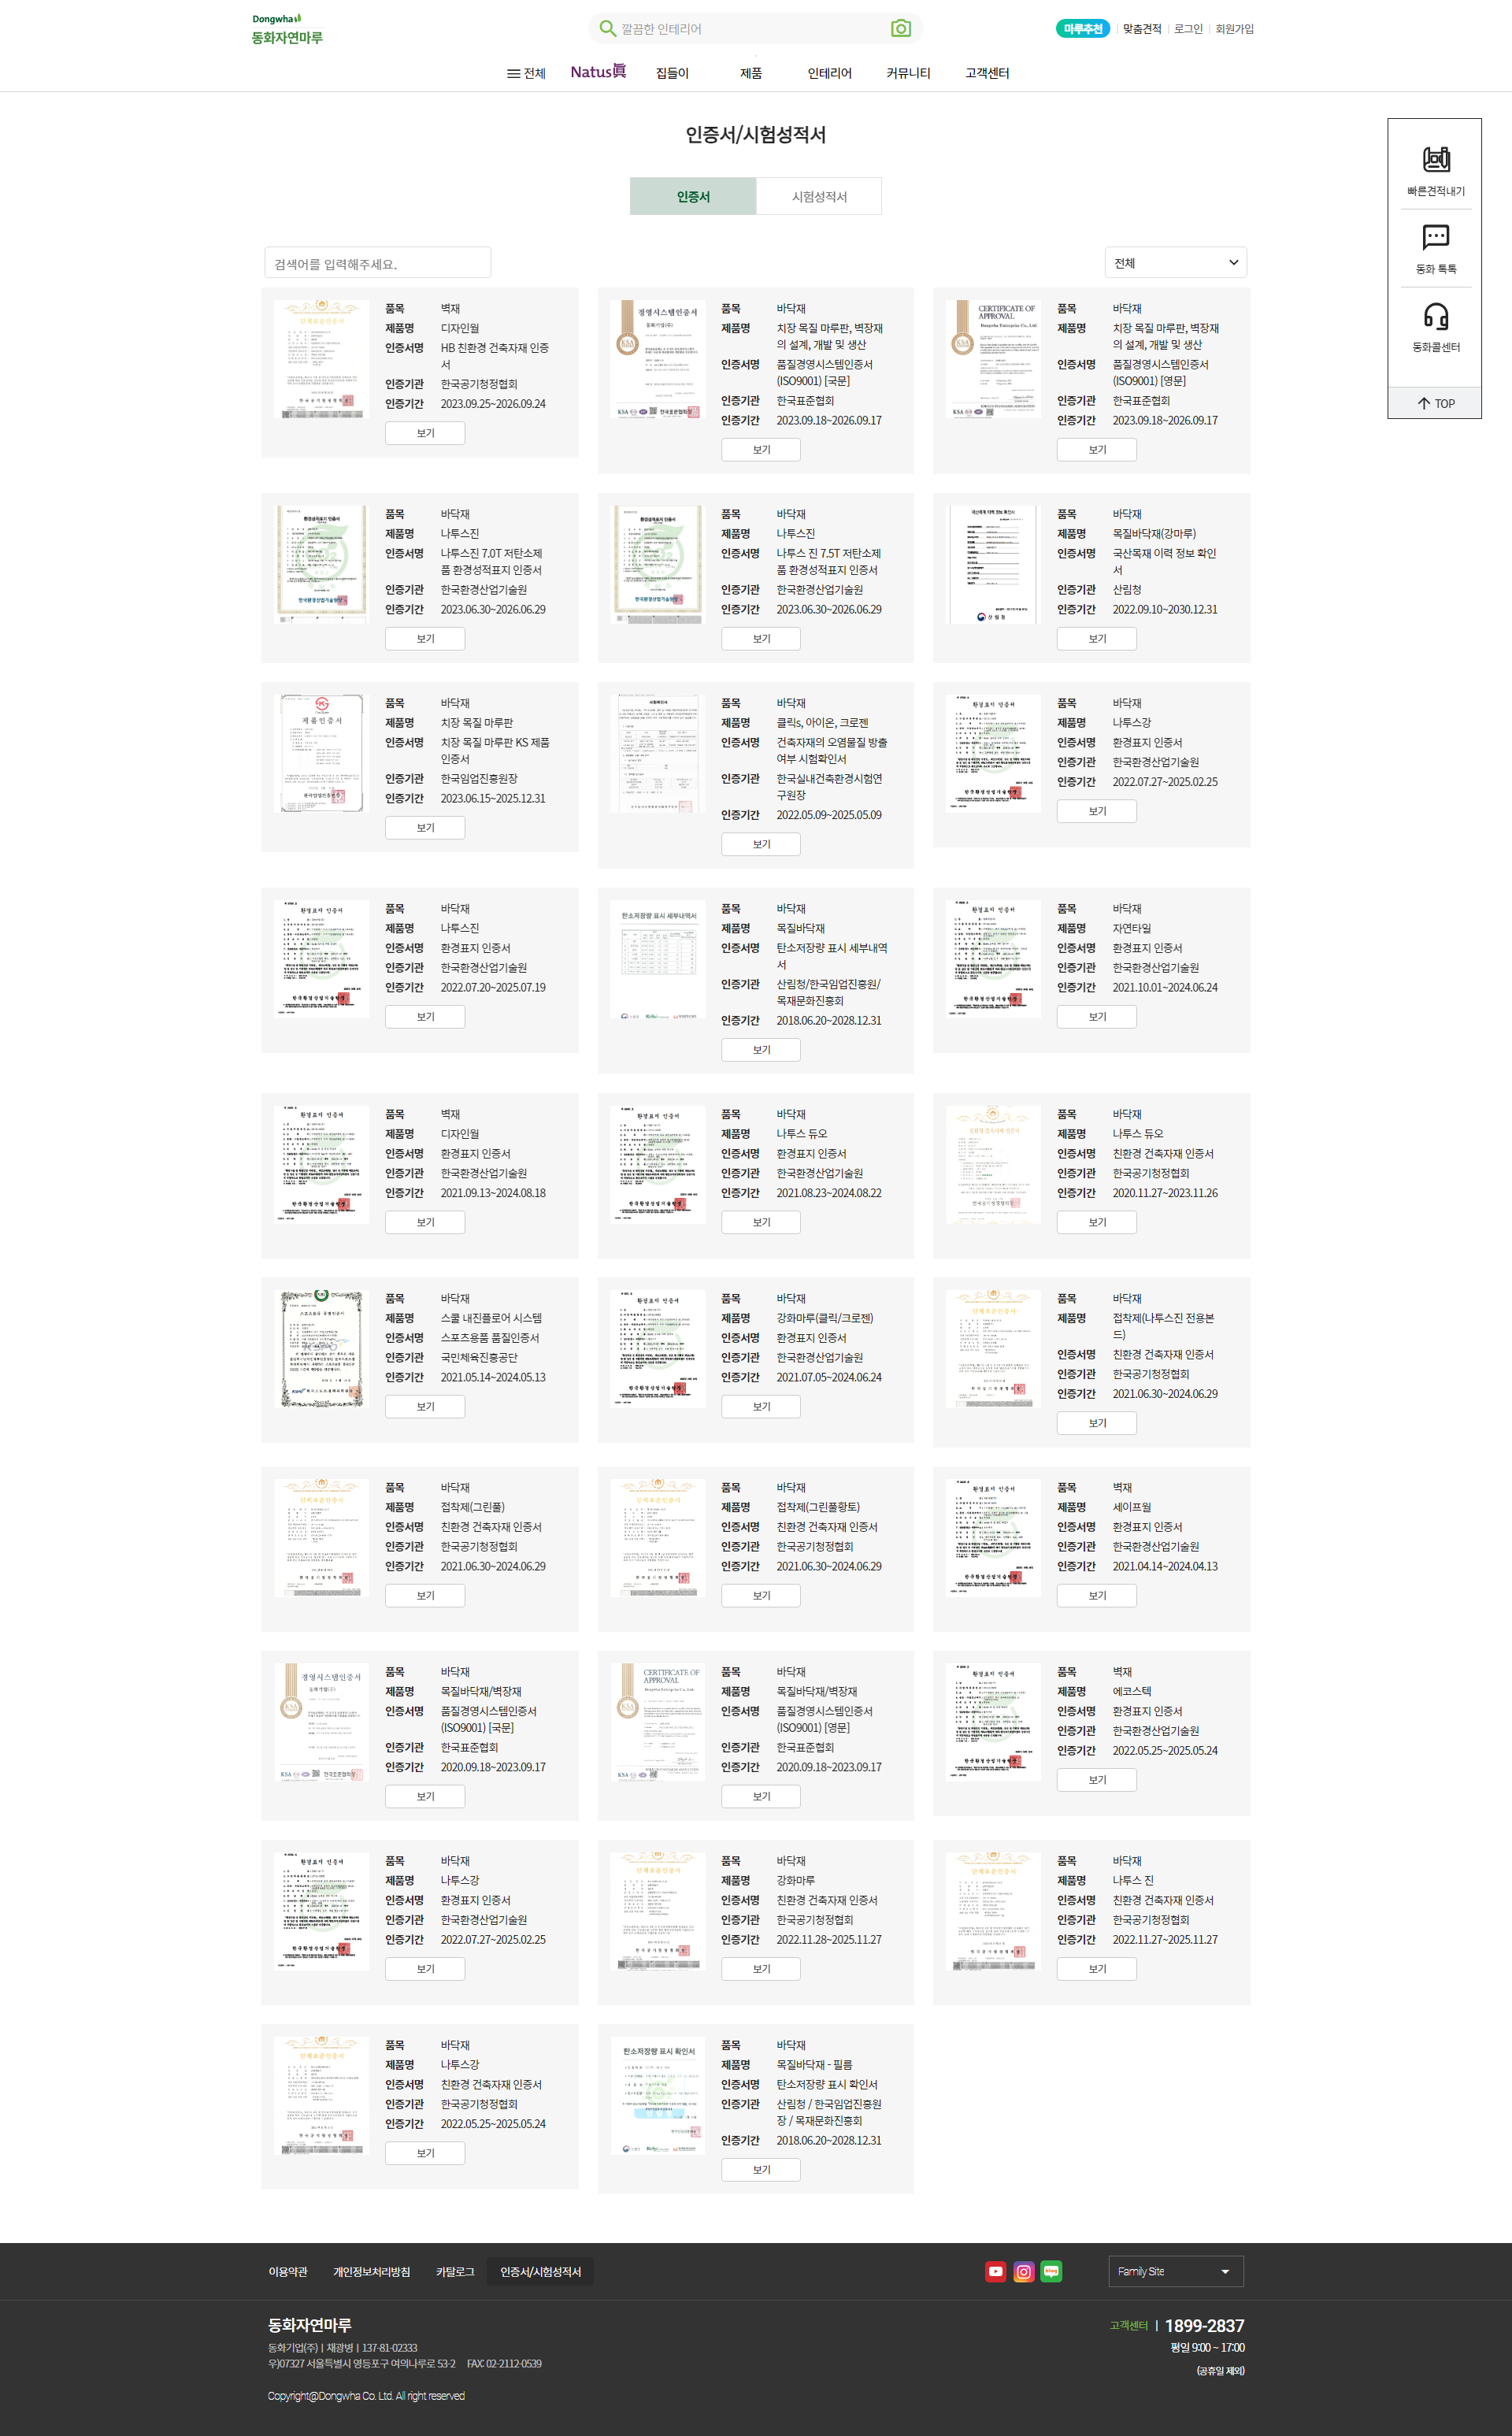 Dongwha
동화자연마루
깔끔한 인테리어
마루추천
맞춤견적
로그인
회원가입
전체
Natus眞
집들이
제품
인테리어
커뮤니티
고객센터
인증서/시험성적서
인증서
시험성적서
검색어를 입력해주세요.
전체
빠른견적내기
동화 톡톡
동화콜센터
TOP
품목 벽재
제품명 디자인월
인증서명 HB 친환경 건축자재 인증
서
인증기관 한국공기청정협회
인증기간 2023.09.25~2026.09.24
보기
품목 바닥재
제품명 치장 목질 마루판, 벽장재
의 설계, 개발 및 생산
인증서명 품질경영시스템인증서
(ISO9001) [국문]
인증기관 한국표준협회
인증기간 2023.09.18~2026.09.17
보기
품목 바닥재
제품명 치장 목질 마루판, 벽장재
의 설계, 개발 및 생산
인증서명 품질경영시스템인증서
(ISO9001) [영문]
인증기관 한국표준협회
인증기간 2023.09.18~2026.09.17
보기
품목 바닥재
제품명 나투스진
인증서명 나투스진 7.0T 저탄소제
품 환경성적표지 인증서
인증기관 한국환경산업기술원
인증기간 2023.06.30~2026.06.29
보기
품목 바닥재
제품명 나투스진
인증서명 나투스 진 7.5T 저탄소제
품 환경성적표지 인증서
인증기관 한국환경산업기술원
인증기간 2023.06.30~2026.06.29
보기
품목 바닥재
제품명 목질바닥재(강마루)
인증서명 국산목재 이력 정보 확인
서
인증기관 산림청
인증기간 2022.09.10~2030.12.31
보기
품목 바닥재
제품명 치장 목질 마루판
인증서명 치장 목질 마루판 KS 제품
인증서
인증기관 한국임업진흥원장
인증기간 2023.06.15~2025.12.31
보기
품목 바닥재
제품명 클릭s, 아이온, 크로젠
인증서명 건축자재의 오염물질 방출
여부 시험확인서
인증기관 한국실내건축환경시험연
구원장
인증기간 2022.05.09~2025.05.09
보기
품목 바닥재
제품명 나투스강
인증서명 환경표지 인증서
인증기관 한국환경산업기술원
인증기간 2022.07.27~2025.02.25
보기
품목 바닥재
제품명 나투스진
인증서명 환경표지 인증서
인증기관 한국환경산업기술원
인증기간 2022.07.20~2025.07.19
보기
품목 바닥재
제품명 목질바닥재
인증서명 탄소저장량 표시 세부내역
서
인증기관 산림청/한국임업진흥원/
목재문화진흥회
인증기간 2018.06.20~2028.12.31
보기
품목 바닥재
제품명 자연타일
인증서명 환경표지 인증서
인증기관 한국환경산업기술원
인증기간 2021.10.01~2024.06.24
보기
품목 벽재
제품명 디자인월
인증서명 환경표지 인증서
인증기관 한국환경산업기술원
인증기간 2021.09.13~2024.08.18
보기
품목 바닥재
제품명 나투스 듀오
인증서명 환경표지 인증서
인증기관 한국환경산업기술원
인증기간 2021.08.23~2024.08.22
보기
품목 바닥재
제품명 나투스 듀오
인증서명 친환경 건축자재 인증서
인증기관 한국공기청정협회
인증기간 2020.11.27~2023.11.26
보기
품목 바닥재
제품명 스쿨 내진플로어 시스템
인증서명 스포츠용품 품질인증서
인증기관 국민체육진흥공단
인증기간 2021.05.14~2024.05.13
보기
품목 바닥재
제품명 강화마루(클릭/크로젠)
인증서명 환경표지 인증서
인증기관 한국환경산업기술원
인증기간 2021.07.05~2024.06.24
보기
품목 바닥재
제품명 접착제(나투스진 전용본
드)
인증서명 친환경 건축자재 인증서
인증기관 한국공기청정협회
인증기간 2021.06.30~2024.06.29
보기
품목 바닥재
제품명 접착제(그린풀)
인증서명 친환경 건축자재 인증서
인증기관 한국공기청정협회
인증기간 2021.06.30~2024.06.29
보기
품목 바닥재
제품명 접착제(그린풀황토)
인증서명 친환경 건축자재 인증서
인증기관 한국공기청정협회
인증기간 2021.06.30~2024.06.29
보기
품목 벽재
제품명 세이프월
인증서명 환경표지 인증서
인증기관 한국환경산업기술원
인증기간 2021.04.14~2024.04.13
보기
품목 바닥재
제품명 목질바닥재/벽장재
인증서명 품질경영시스템인증서
(ISO9001) [국문]
인증기관 한국표준협회
인증기간 2020.09.18~2023.09.17
보기
품목 바닥재
제품명 목질바닥재/벽장재
인증서명 품질경영시스템인증서
(ISO9001) [영문]
인증기관 한국표준협회
인증기간 2020.09.18~2023.09.17
보기
품목 벽재
제품명 에코스텍
인증서명 환경표지 인증서
인증기관 한국환경산업기술원
인증기간 2022.05.25~2025.05.24
보기
품목 바닥재
제품명 나투스강
인증서명 환경표지 인증서
인증기관 한국환경산업기술원
인증기간 2022.07.27~2025.02.25
보기
품목 바닥재
제품명 강화마루
인증서명 친환경 건축자재 인증서
인증기관 한국공기청정협회
인증기간 2022.11.28~2025.11.27
보기
품목 바닥재
제품명 나투스 진
인증서명 친환경 건축자재 인증서
인증기관 한국공기청정협회
인증기간 2022.11.27~2025.11.27
보기
품목 바닥재
제품명 나투스강
인증서명 친환경 건축자재 인증서
인증기관 한국공기청정협회
인증기간 2022.05.25~2025.05.24
보기
품목 바닥재
제품명 목질바닥재 - 필름
인증서명 탄소저장량 표시 확인서
인증기관 산림청 / 한국임업진흥원
장 / 목재문화진흥회
인증기간 2018.06.20~2028.12.31
보기
이용약관
개인정보처리방침
카탈로그
인증서/시험성적서
Family Site
동화자연마루
동화기업(주) | 채광병 | 137-81-02333
우)07327 서울특별시 영등포구 여의나루로 53-2 FAX: 02-2112-0539
Copyright@Dongwha Co. Ltd. All right reserved
고객센터 | 1899-2837
평일 9:00 ~ 17:00
(공휴일 제외)